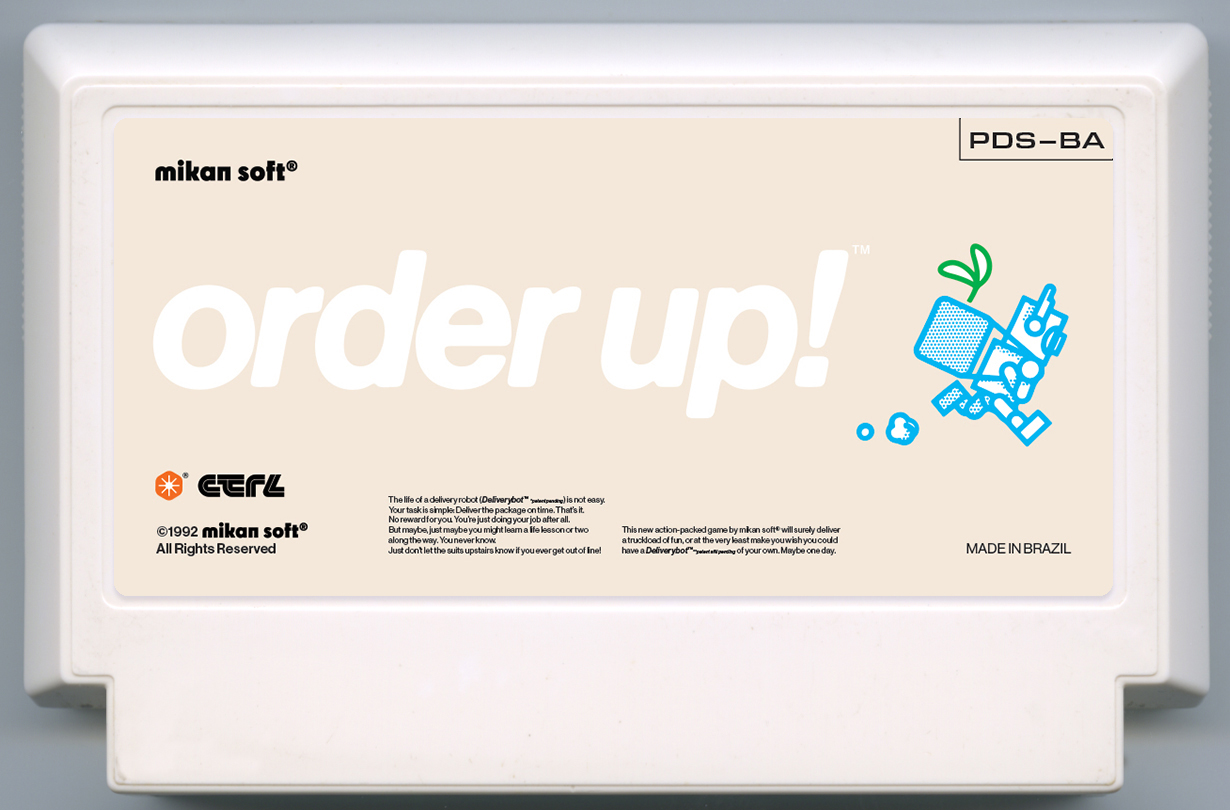 PDS–BA
mikan soft®
order up!™
® CTRL
©1992 mikan soft®
All Rights Reserved
The life of a delivery robot (Deliverybot™ *patent pending) is not easy.
Your task is simple: Deliver the package on time. That's it.
No reward for you. You're just doing your job after all.
But maybe, just maybe you might learn a life lesson or two
along the way. You never know.
Just don't let the suits upstairs know if you ever get out of line!
This new action-packed game by mikan soft® will surely deliver
a truckload of fun, or at the very least make you wish you could
have a Deliverybot™ *patent still pending of your own. Maybe one day.
MADE IN BRAZIL